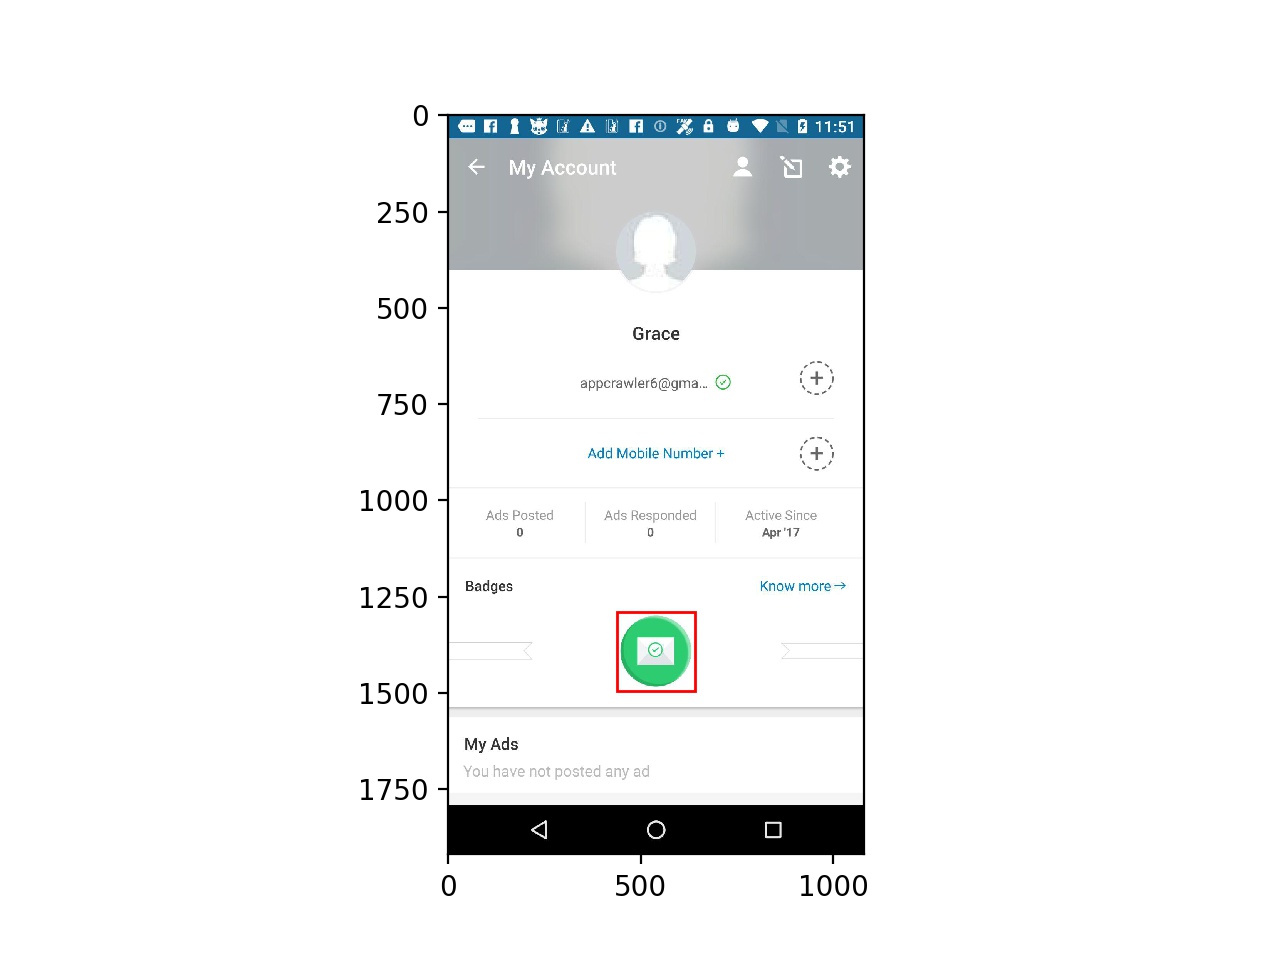 0
250
500
750
1000
1250
1500
1750
11:51
My Account
Grace
appcrawler6@gma...
Add Mobile Number +
Ads Posted
0
Ads Responded
0
Active Since
Apr '17
Badges
Know more→
My Ads
You have not posted any ad
0
500
1000